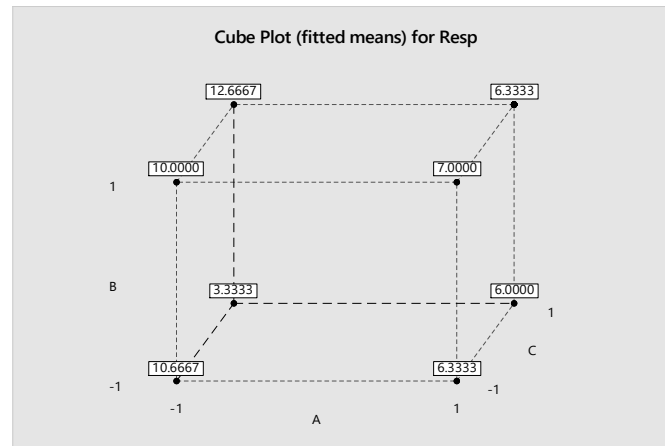 Cube Plot (fitted means) for Resp
12.6667 6.3333
10.0000 7.0000
1
B
3.3333 6.0000
1
C
10.6667 6.3333
-1 -1
-1 1
A